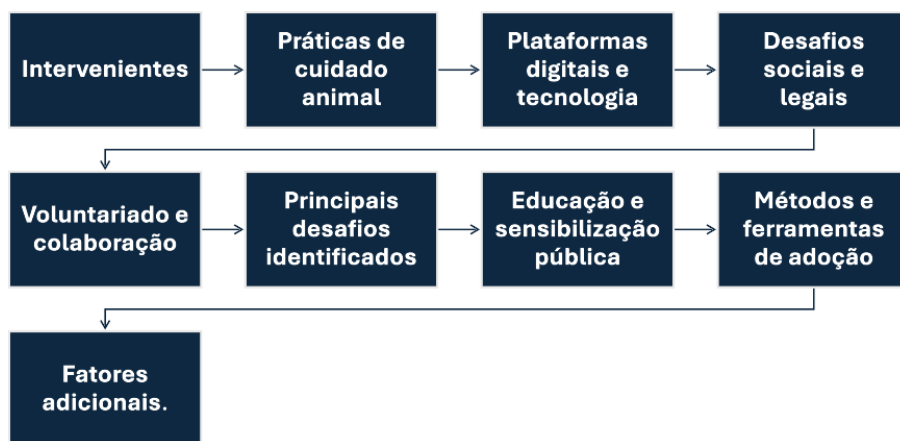 Intervenientes
Práticas de
cuidado
animal
Plataformas
digitais e
tecnologia
Desafios
sociais e
legais
Voluntariado e
colaboração
Principais
desafios
identificados
Educação e
sensibilização
pública
Métodos e
ferramentas
de adoção
Fatores
adicionais.